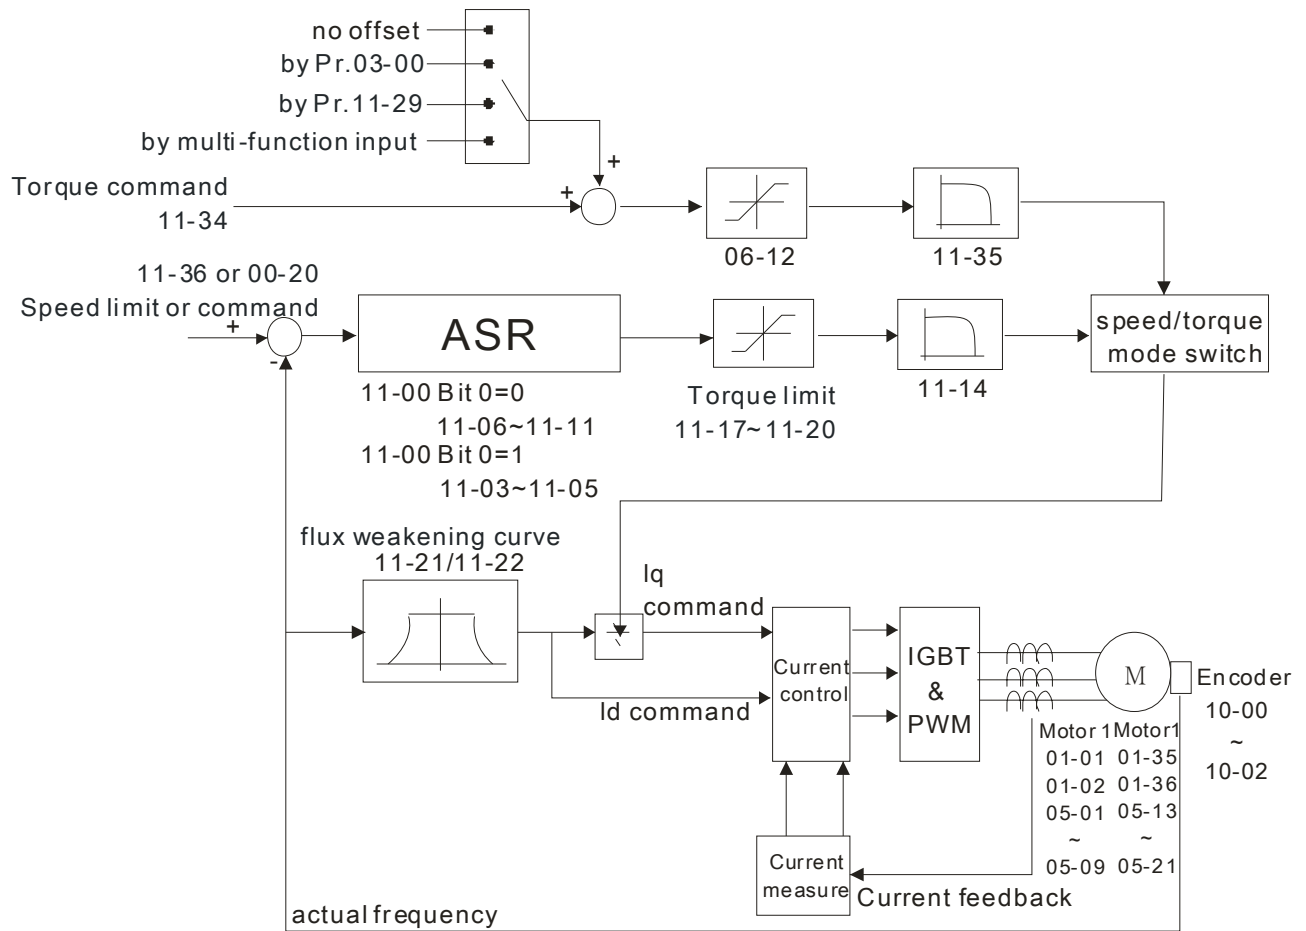 no offset
by Pr.03-00
by Pr.11-29
by multi-function input
+
+
Torque command
11-34
06-12
11-35
11-36 or 00-20
Speed limit or command
+
-
ASR
speed/torque
mode switch
11-00 Bit 0=0
11-06~11-11
11-00 Bit 0=1
11-03~11-05
Torque limit
11-17~11-20
11-14
flux weakening curve
11-21/11-22
Iq
command
Id command
Current
control
IGBT
&
PWM
M
Encoder
10-00
~
10-02
Motor 1
01-01
01-02
05-01
~
05-09
Motor1
01-35
01-36
05-13
~
05-21
Current
measure
Current feedback
actual frequency